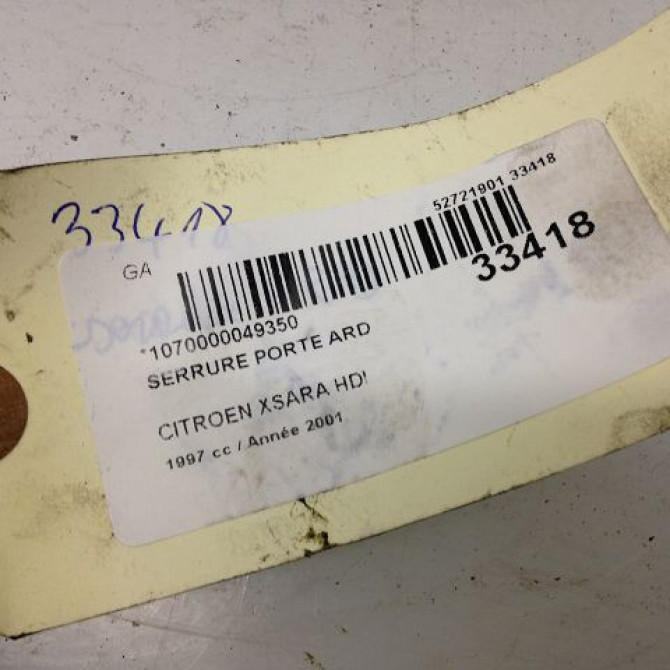 33418
52721901 33418
GA
33418
*1070000049350
SERRURE PORTE ARD
CITROEN XSARA HDI
1997 cc / Année 2001